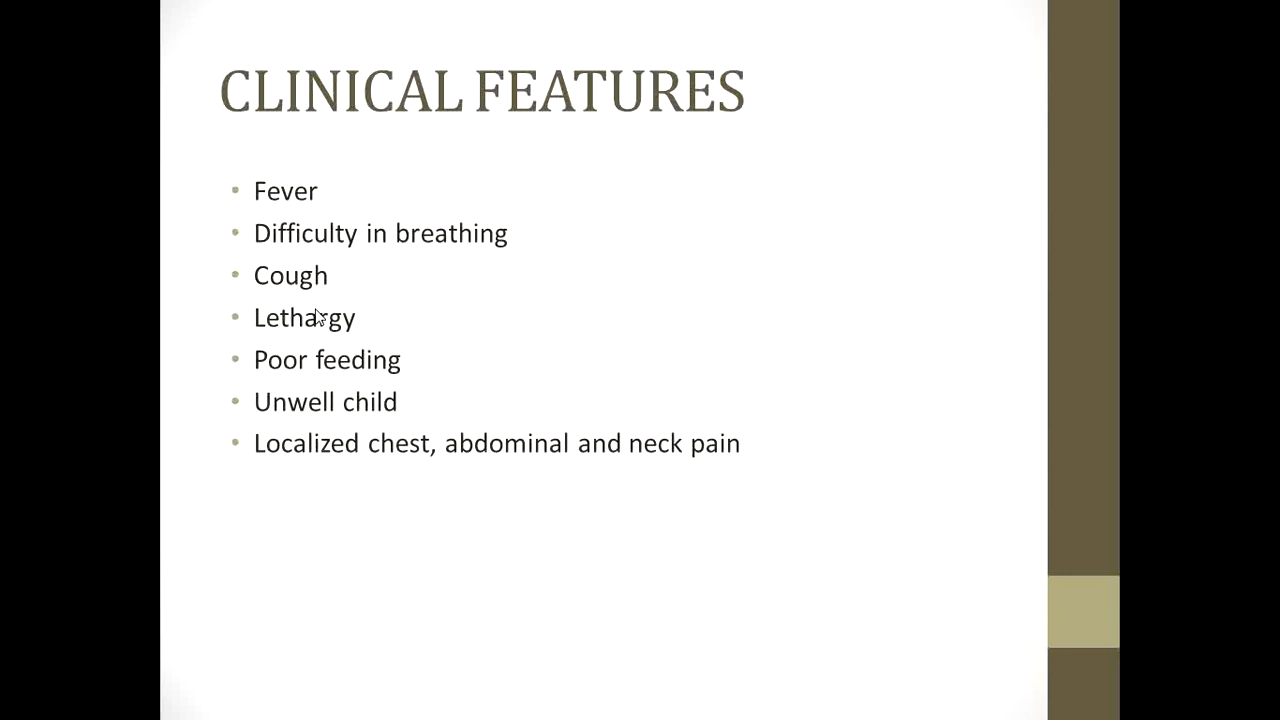 CLINICAL FEATURES
• Fever
• Difficulty in breathing
• Cough
• Lethargy
• Poor feeding
• Unwell child
• Localized chest, abdominal and neck pain